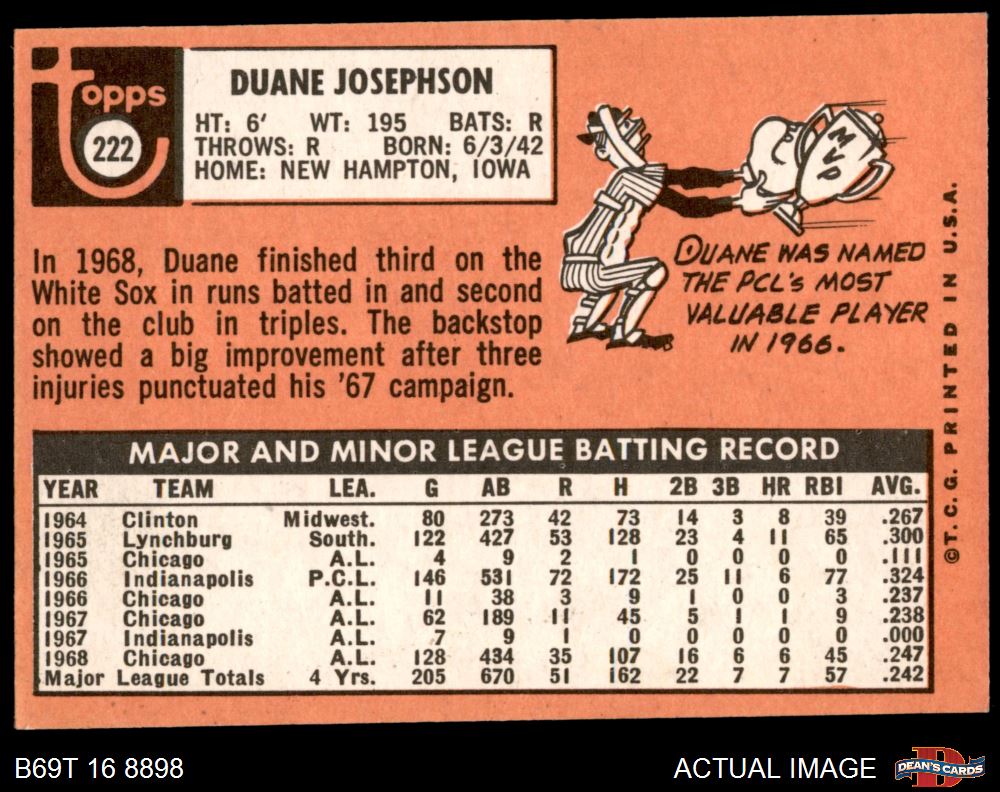 topps
222
DUANE JOSEPHSON
HT: 6' WT: 195 BATS: R
THROWS: R BORN: 6/3/42
HOME: NEW HAMPTON, IOWA
In 1968, Duane finished third on the
White Sox in runs batted in and second
on the club in triples. The backstop
showed a big improvement after three
injuries punctuated his '67 campaign.
MVP
DUANE WAS NAMED
THE PCL'S MOST
VALUABLE PLAYER
IN 1966.
MAJOR AND MINOR LEAGUE BATTING RECORD
YEAR TEAM LEA. G AB R H 2B 3B HR RBI AVG.
1964 Clinton Midwest. 80 273 42 73 14 3 8 39 .267
1965 Lynchburg South. 122 427 53 128 23 4 11 65 .300
1965 Chicago A.L. 4 9 2 1 0 0 0 0 .111
1966 Indianapolis P.C.L. 146 531 72 172 25 11 6 77 .324
1966 Chicago A.L. 11 38 3 9 1 0 0 3 .237
1967 Chicago A.L. 62 189 11 45 5 1 1 9 .238
1967 Indianapolis A.L. 7 9 1 0 0 0 0 0 .000
1968 Chicago A.L. 128 434 35 107 16 6 6 45 .247
Major League Totals 4 Yrs. 205 670 51 162 22 7 7 57 .242
©T.C.G. PRINTED IN U.S.A.
B69T 16 8898
ACTUAL IMAGE
DEAN'S CARDS